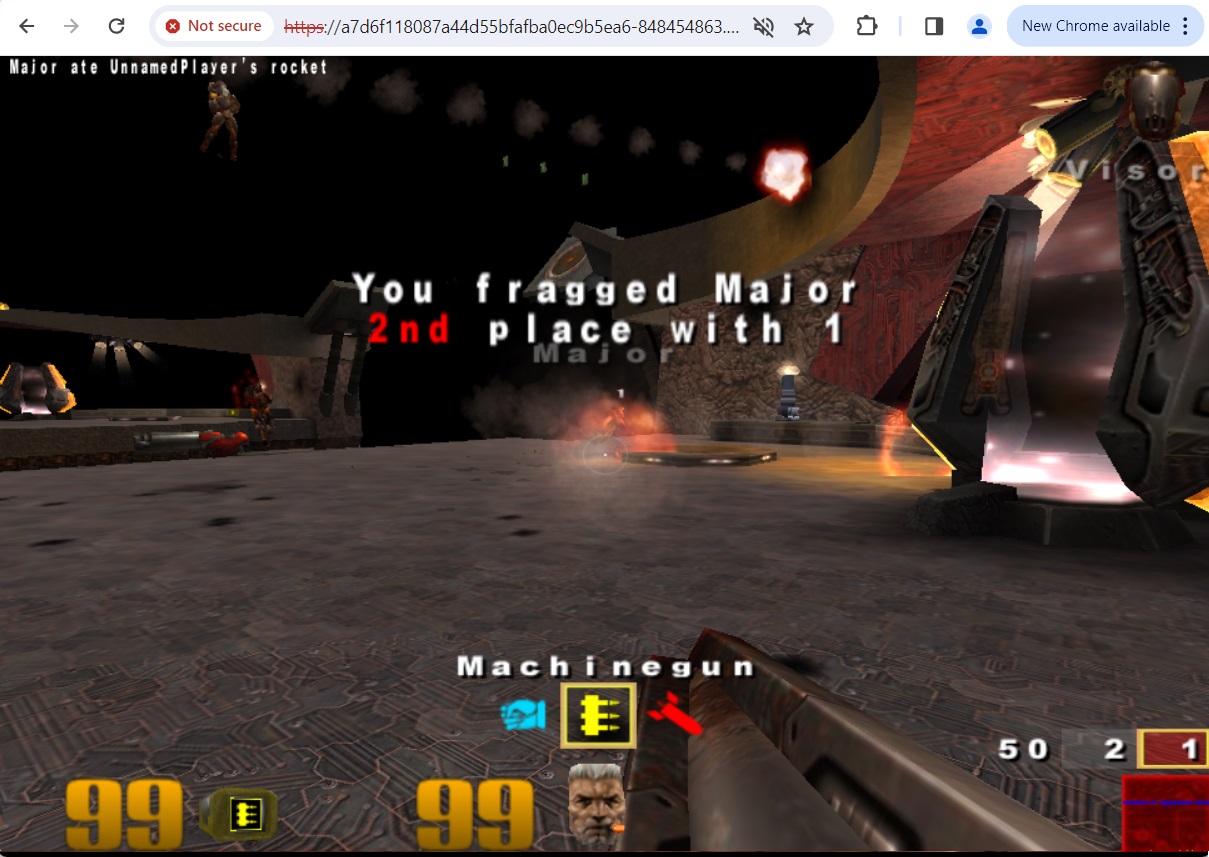 Not secure
https://a7d6f118087a44d55bfafba0ec9b5ea6-848454863....
New Chrome available
Major ate UnnamedPlayer's rocket
Visor
You fragged Major
2nd place with 1
Major
Machinegun
50 2 1
99 99